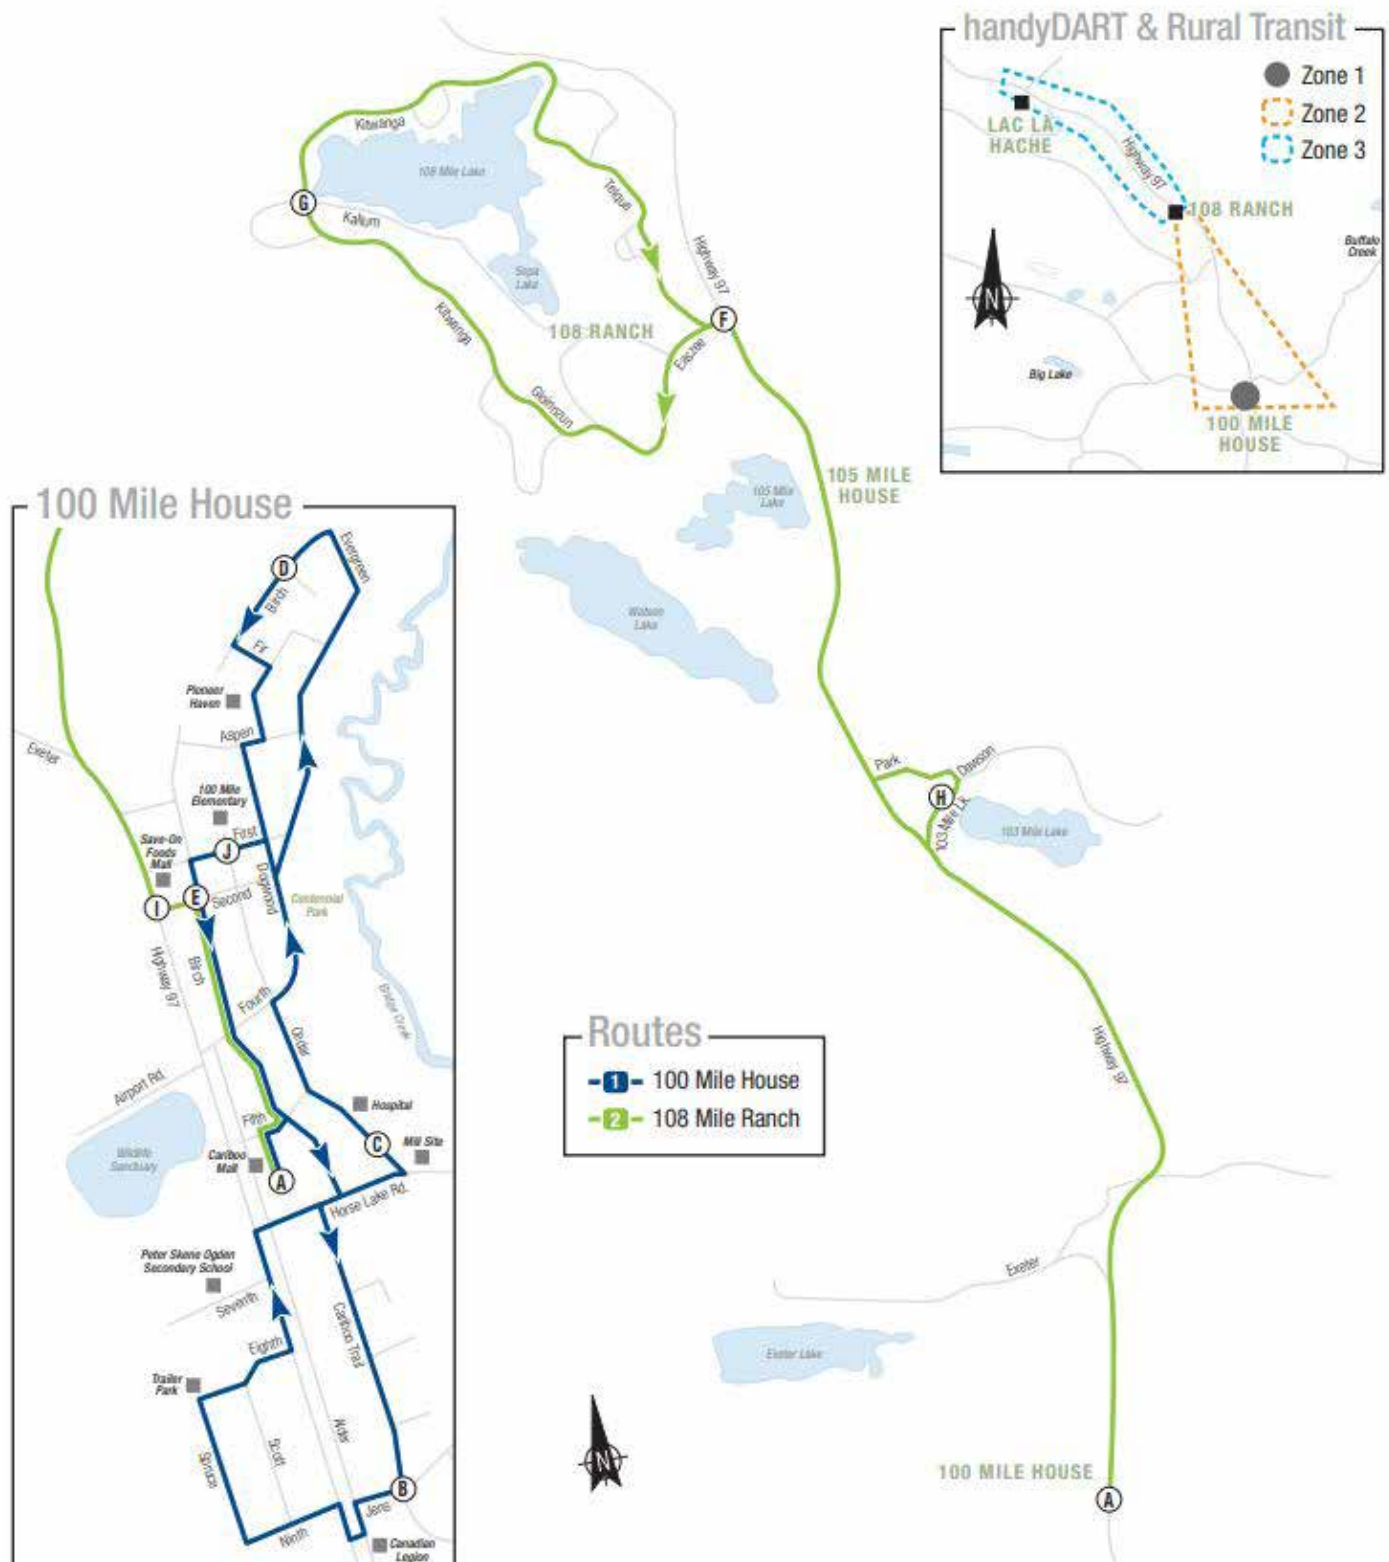 handyDART & Rural Transit
Zone 1
Zone 2
Zone 3
LAC LA
HACHE
Highway 97
108 RANCH
Buffalo
Creek
N
Big Lake
100 MILE
HOUSE
Kitwanga
108 Mile Lake
G
Kallum
Telqua
Sepa
Lake
Highway 97
F
108 RANCH
Easzee
Kitwanga
Gloinnzun
105 MILE
HOUSE
105 Mile
Lake
Watson
Lake
Park
Dawson
H
103 Mile Lk
103 Mile Lake
Highway 97
Exeter
Exeter Lake
N
100 MILE HOUSE
A
Routes
1 100 Mile House
2 108 Mile Ranch
100 Mile House
Evergreen
D
Birch
Fir
Pioneer
Haven
Aspen
Exeter
100 Mile
Elementary
First
Save-On
Foods
Mall
J
Dogwood
E
Second
I
Centennial
Park
Highway 97
Birch
Fourth
Bridge Creek
Cedar
Airport Rd.
Hospital
Fifth
Wildlife
Sanctuary
C
Mill Site
Cariboo
Mall
A
Horse Lake Rd.
Peter Skene Ogden
Secondary School
Seventh
Cariboo Trail
Eighth
Trailer
Park
Alder
Scott
Spruce
B
Jens
Ninth
Canadian
Legion